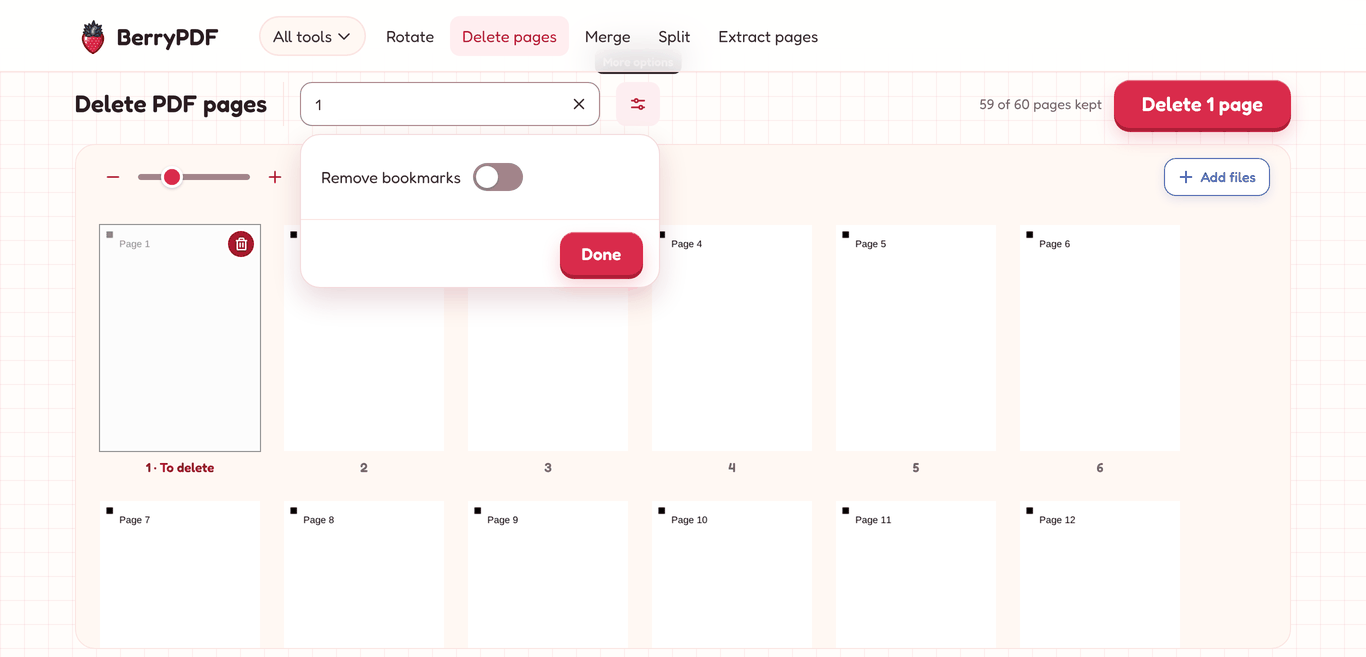 BerryPDF
All tools Rotate Delete pages Merge Split Extract pages
More options
Delete PDF pages 1 59 of 60 pages kept Delete 1 page
Remove bookmarks
Add files
Done
Page 1 Page 4 Page 5 Page 6
1 · To delete 2 3 4 5 6
Page 7 Page 8 Page 9 Page 10 Page 11 Page 12